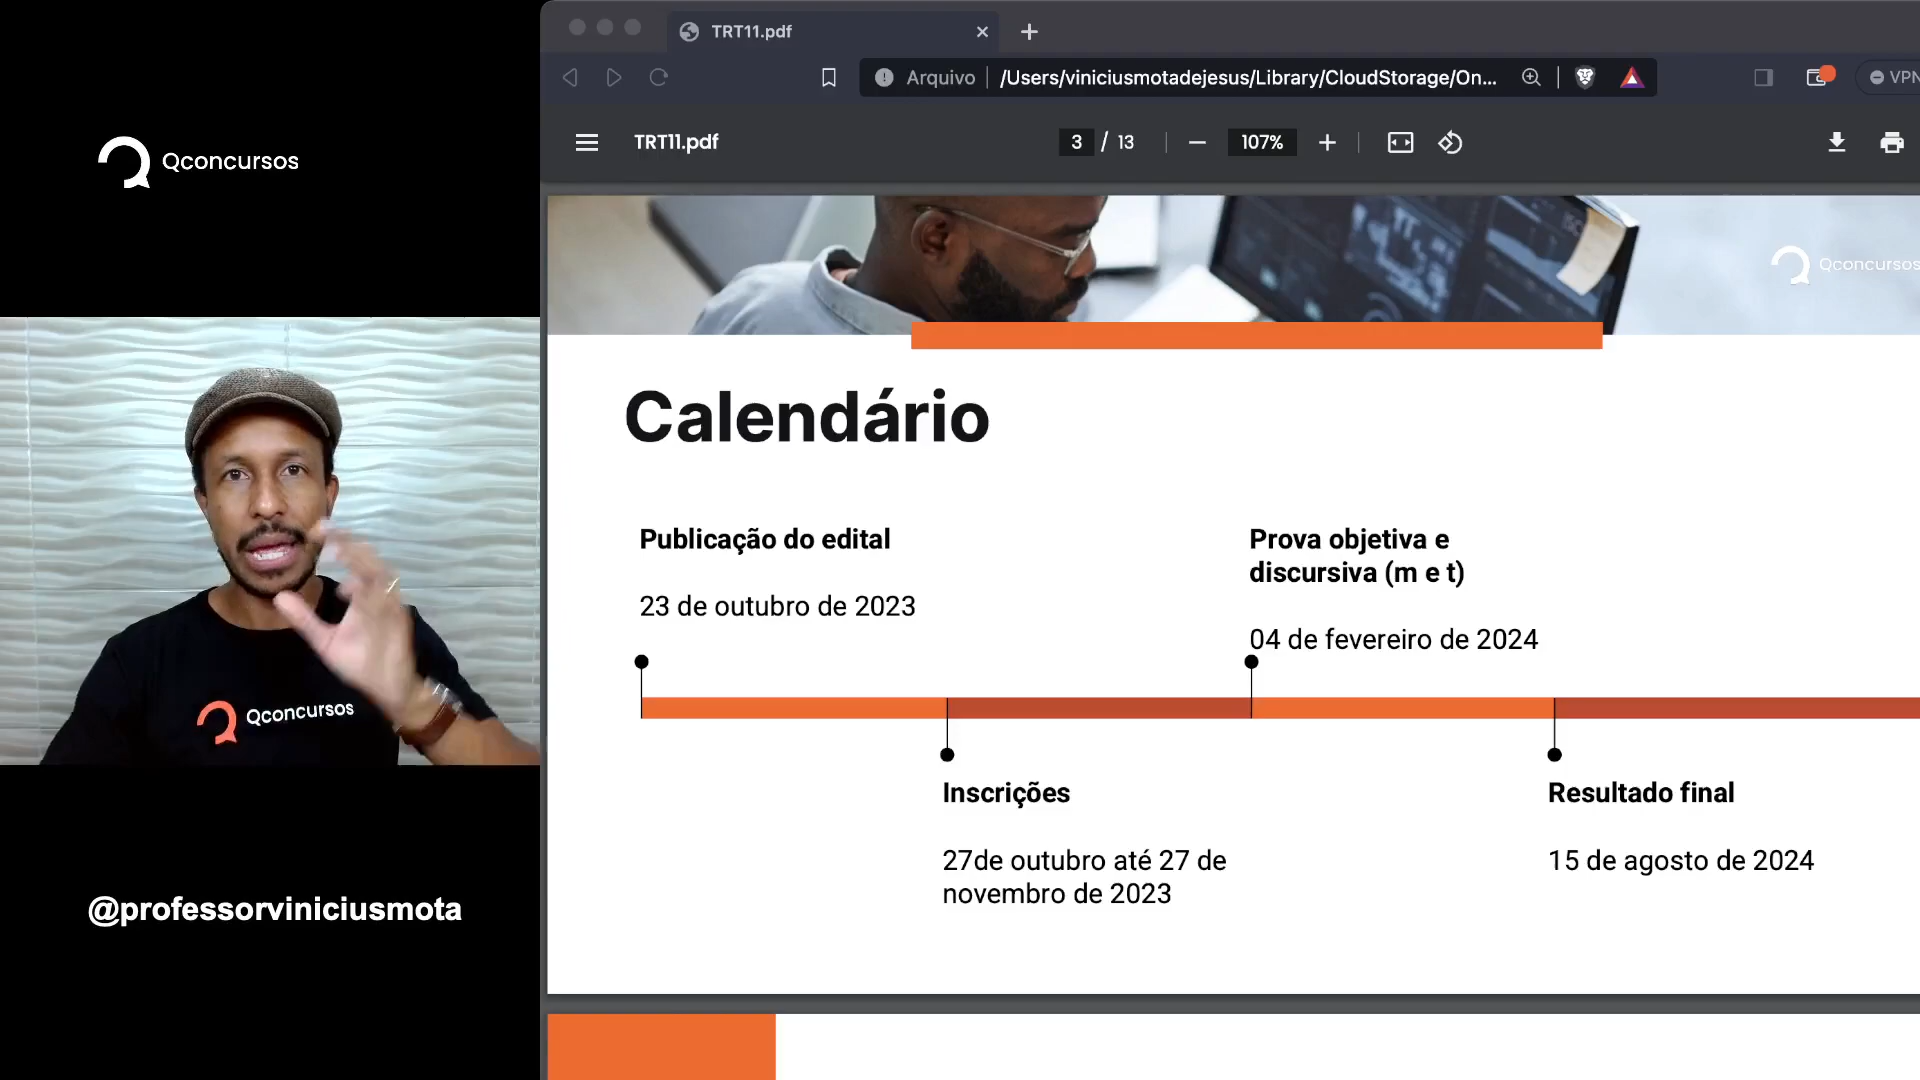 Qconcursos
Qconcursos
@professorviniciusmota
TRT11.pdf
Arquivo
/Users/viniciusmotadejesus/Library/CloudStorage/On...
VPN
TRT11.pdf
3 / 13
107%
Qconcursos
Calendário
Publicação do edital
23 de outubro de 2023
Prova objetiva e
discursiva (m e t)
04 de fevereiro de 2024
Inscrições
27de outubro até 27 de
novembro de 2023
Resultado final
15 de agosto de 2024